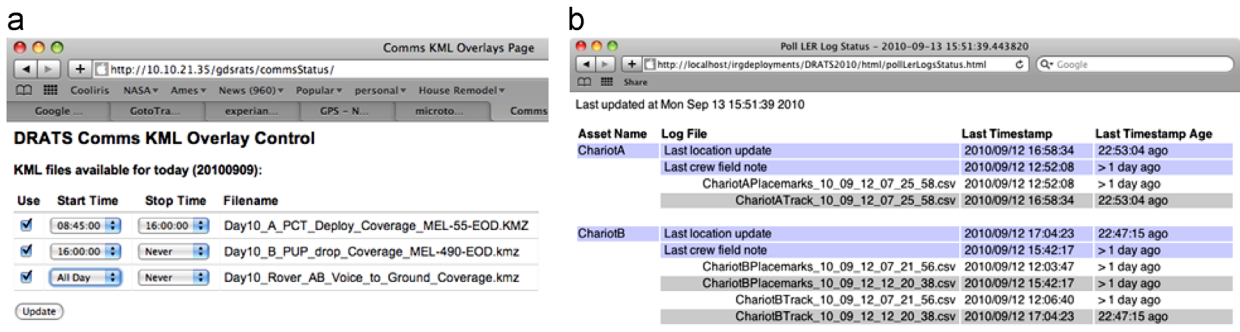 a
Comms KML Overlays Page
http://10.10.21.35/gdsrats/commsStatus/
Cooliris NASA Ames News (960) Popular personal House Remodel
Google ... GotoTra... experian... GPS – N... microto... Comms
DRATS Comms KML Overlay Control
KML files available for today (20100909):
Use Start Time Stop Time Filename
08:45:00 16:00:00 Day10_A_PCT_Deploy_Coverage_MEL-55-EOD.KMZ
16:00:00 Never Day10_B_PUP_drop_Coverage_MEL-490-EOD.kmz
All Day Never Day10_Rover_AB_Voice_to_Ground_Coverage.kmz
Update
b
Poll LER Log Status – 2010-09-13 15:51:39.443820
http://localhost/irgdeployments/DRATS2010/html/pollLerLogsStatus.html Google
Share
Last updated at Mon Sep 13 15:51:39 2010
Asset Name Log File Last Timestamp Last Timestamp Age
ChariotA Last location update 2010/09/12 16:58:34 22:53:04 ago
Last crew field note 2010/09/12 12:52:08 > 1 day ago
ChariotAPlacemarks_10_09_12_07_25_58.csv 2010/09/12 12:52:08 > 1 day ago
ChariotATrack_10_09_12_07_25_58.csv 2010/09/12 16:58:34 22:53:04 ago
ChariotB Last location update 2010/09/12 17:04:23 22:47:15 ago
Last crew field note 2010/09/12 15:42:17 > 1 day ago
ChariotBPlacemarks_10_09_12_07_21_56.csv 2010/09/12 12:03:47 > 1 day ago
ChariotBPlacemarks_10_09_12_12_20_38.csv 2010/09/12 15:42:17 > 1 day ago
ChariotBTrack_10_09_12_07_21_56.csv 2010/09/12 12:06:40 > 1 day ago
ChariotBTrack_10_09_12_12_20_38.csv 2010/09/12 17:04:23 22:47:15 ago